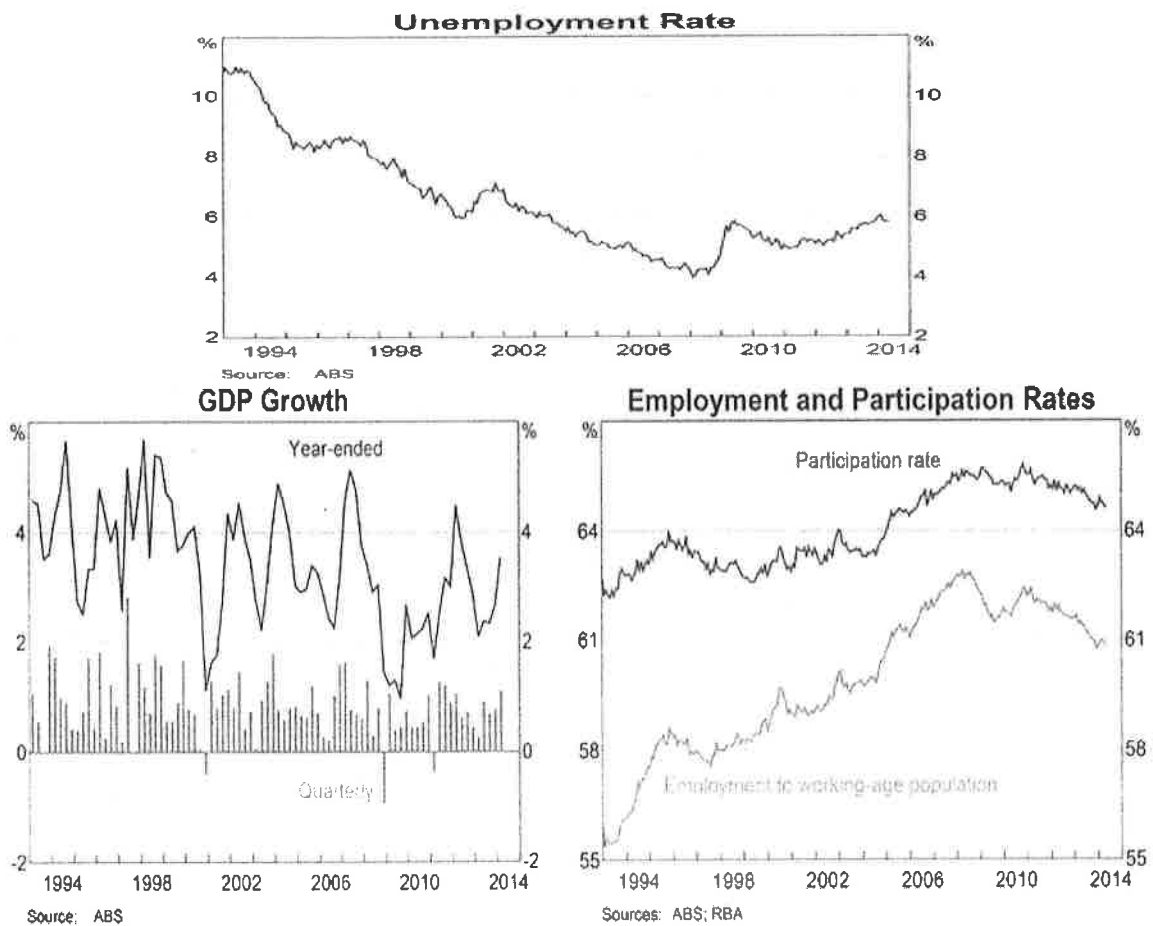 Unemployment Rate
% %
10 10
8 8
6 6
4 4
2 2
1994 1998 2002 2006 2010 2014
Source: ABS
GDP Growth
% %
Year-ended
4 4
2 2
0 0
Quarterly
-2 -2
1994 1998 2002 2006 2010 2014
Source: ABS
Employment and Participation Rates
% %
Participation rate
64 64
61 61
58 58
Employment to working-age population
55 55
1994 1998 2002 2006 2010 2014
Sources: ABS; RBA